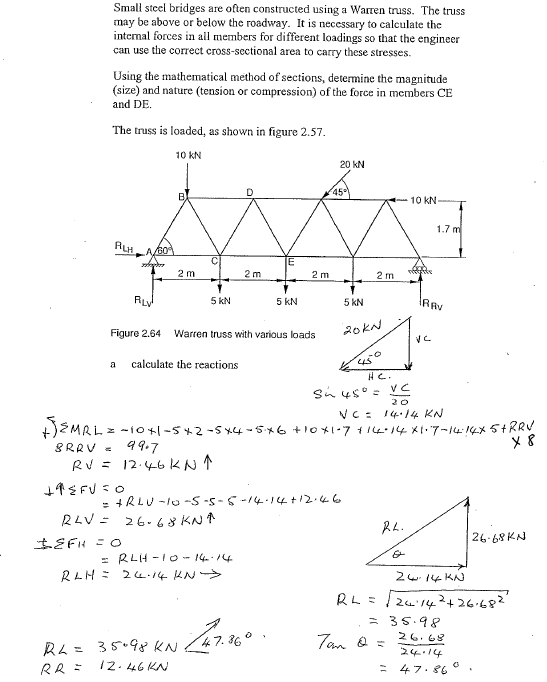 Small steel bridges are often constructed using a Warren truss. The truss
may be above or below the roadway. It is necessary to calculate the
internal forces in all members for different loadings so that the engineer
can use the correct cross-sectional area to carry these stresses.
Using the mathematical method of sections, determine the magnitude
(size) and nature (tension or compression) of the force in members CE
and DE.
The truss is loaded, as shown in figure 2.57.
10 kN
20 kN
B D 45°
10 kN
1.7 m
RLH A 60°
C E
2 m 2 m 2 m 2 m
RLV 5 kN 5 kN 5 kN RRV
Figure 2.64 Warren truss with various loads
20KN
VC
45°
HC.
a calculate the reactions
Sin 45° = VC/20
VC = 14.14 KN
+)ΣMRL = -10×1-5×2-5×4-5×6+10×1.7+14.14×1.7-14.14×5+RRV×8
8RRV = 99.7
RV = 12.46KN↑
+↑ΣFV = 0
= +RLV-10-5-5-5-14.14+12.46
RLV = 26.68KN↑
ΣFH = 0
= RLH-10-14.14
RLH = 24.14 KN→
RL.
26.68KN
θ
24.14KN
RL = √24.14²+26.68²
= 35.98
Tan θ = 26.68/24.14
= 47.86°.
RL = 35.98 KN 47.86°.
RR = 12.46KN